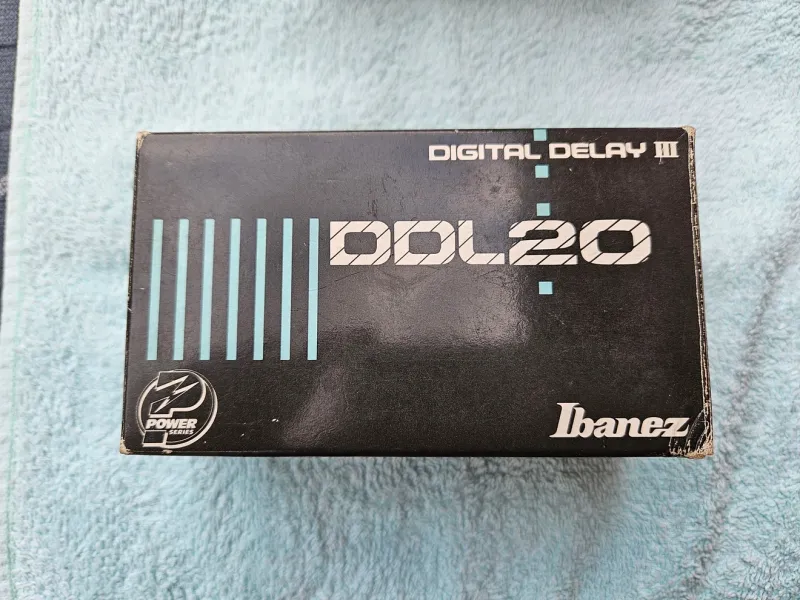 DIGITAL DELAY III
DDL20
POWER
SERIES
Ibanez